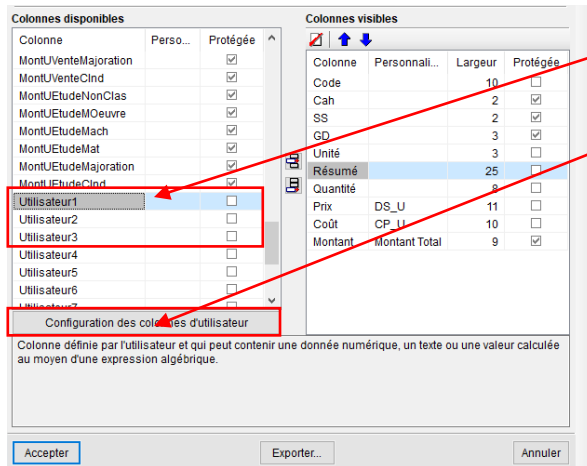 Colonnes disponibles
Colonne Perso... Protégée
MontUVenteMajoration
MontUVenteCInd
MontUEtudeNonClas
MontUEtudeMOeuvre
MontUEtudeMach
MontUEtudeMat
MontUEtudeMajoration
MontUEtudeCInd
Utilisateur1
Utilisateur2
Utilisateur3
Utilisateur4
Utilisateur5
Utilisateur6
Utilisateur7
Configuration des colonnes d'utilisateur
Colonnes visibles
Colonne Personnali... Largeur Protégée
Code 10
Cah 2
SS 2
GD 3
Unité 3
Résumé 25
Quantité 8
Prix DS_U 11
Coût CP_U 10
Montant Montant Total 9
Colonne définie par l'utilisateur et qui peut contenir une donnée numérique, un texte ou une valeur calculée
au moyen d'une expression algébrique.
Accepter Exporter... Annuler